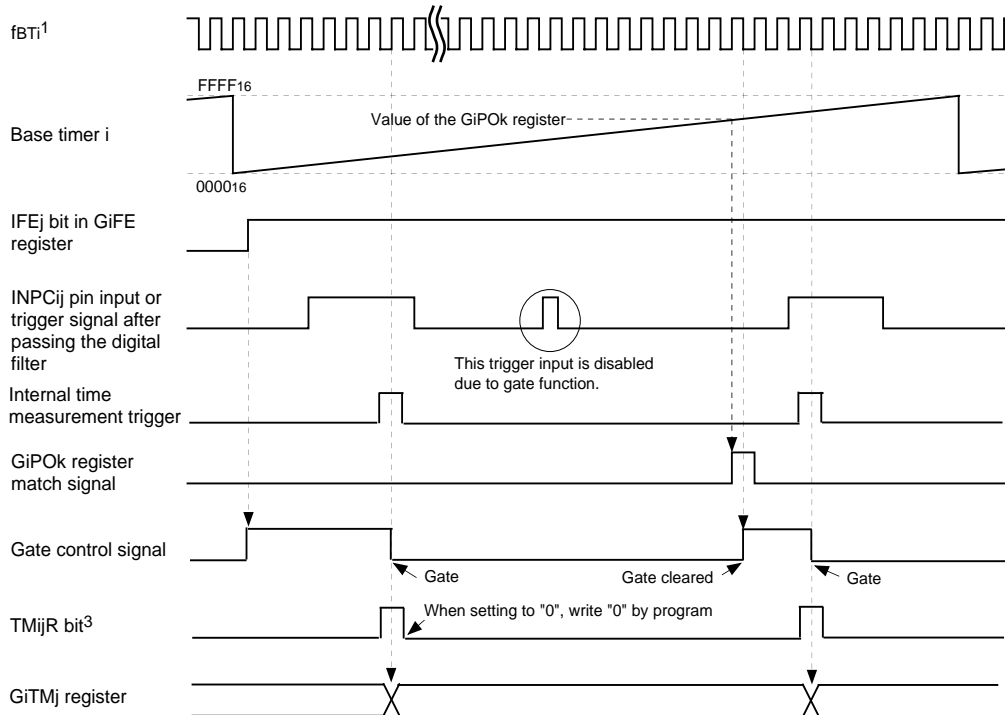 fBTi1
FFFF16
Value of the GiPOk register
Base timer i
000016
IFEj bit in GiFE
register
INPCij pin input or
trigger signal after
passing the digital
filter
This trigger input is disabled
due to gate function.
Internal time
measurement trigger
GiPOk register
match signal
Gate control signal
Gate
Gate cleared
Gate
When setting to "0", write "0" by program
TMijR bit3
GiTMj register